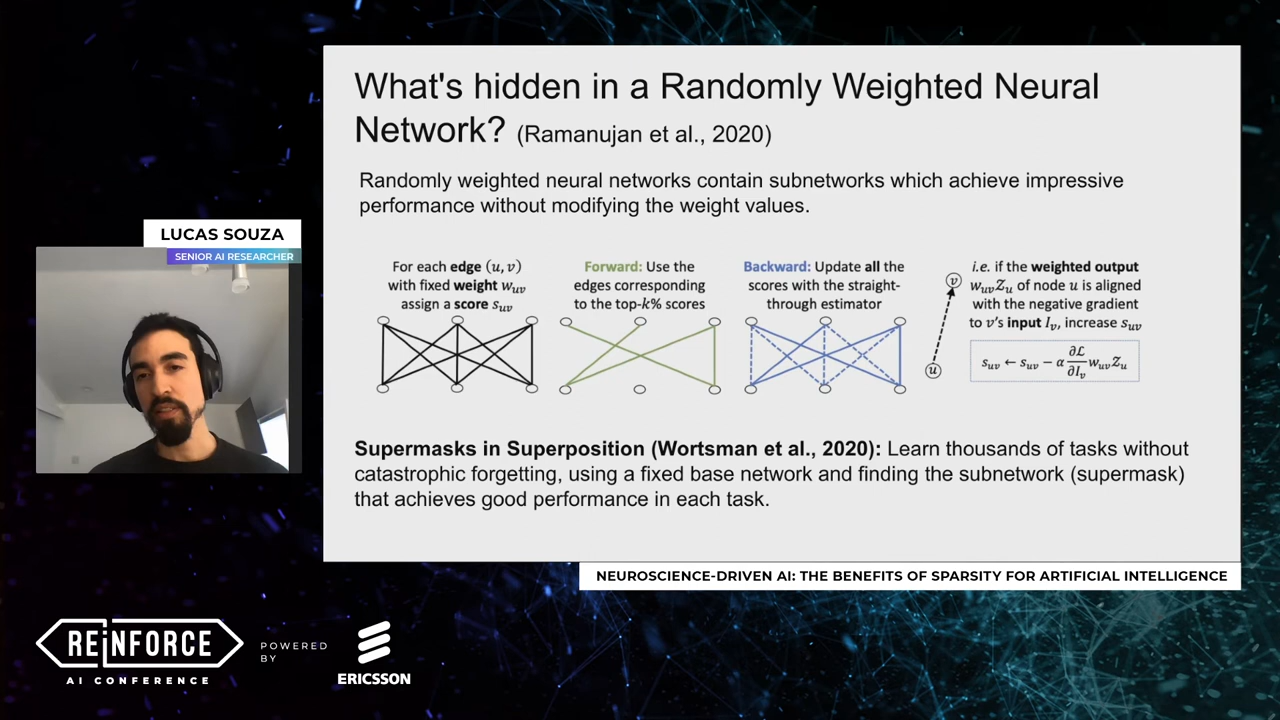 What's hidden in a Randomly Weighted Neural
Network? (Ramanujan et al., 2020)
Randomly weighted neural networks contain subnetworks which achieve impressive
performance without modifying the weight values.
For each edge (u, v)
with fixed weight w_uv
assign a score s_uv
Forward: Use the
edges corresponding
to the top-k% scores
Backward: Update all the
scores with the straight-
through estimator
v
u
i.e. if the weighted output
w_uv Z_u of node u is aligned
with the negative gradient
to v's input I_v, increase s_uv
s_uv ← s_uv − α ∂ℒ/∂I_v w_uv Z_u
Supermasks in Superposition (Wortsman et al., 2020): Learn thousands of tasks without
catastrophic forgetting, using a fixed base network and finding the subnetwork (supermask)
that achieves good performance in each task.
LUCAS SOUZA
SENIOR AI RESEARCHER
NEUROSCIENCE-DRIVEN AI: THE BENEFITS OF SPARSITY FOR ARTIFICIAL INTELLIGENCE
REiNFORCE
AI CONFERENCE
POWERED
BY
ERICSSON